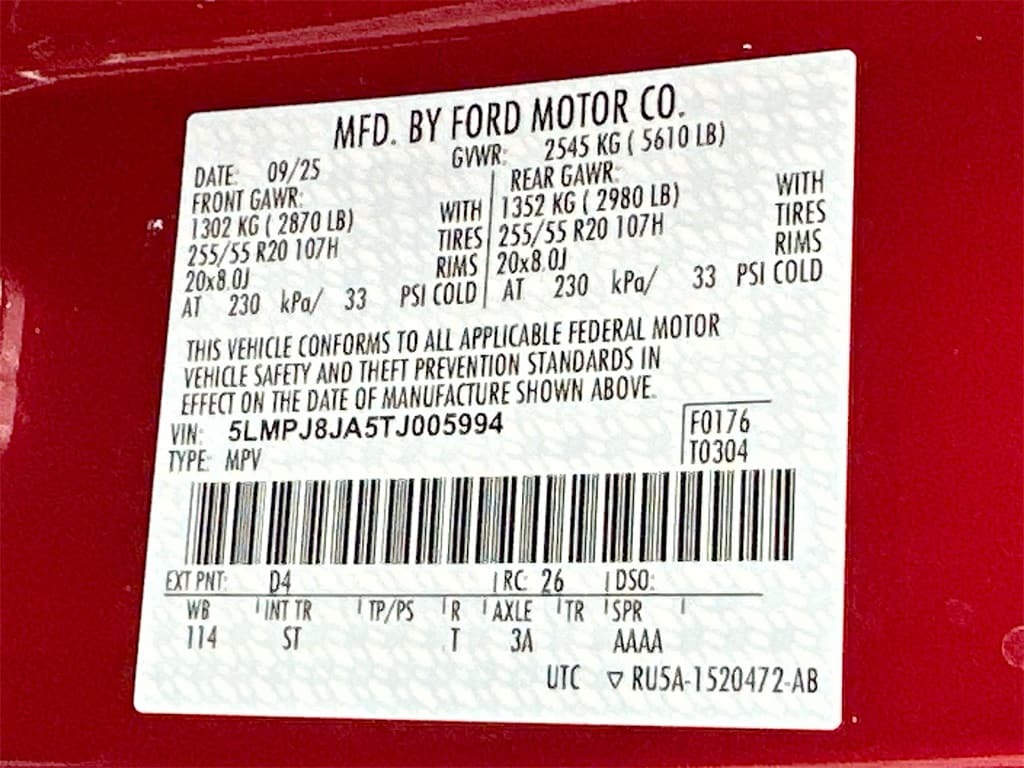 MFD. BY FORD MOTOR CO.
DATE: 09/25 GVWR: 2545 KG ( 5610 LB)
FRONT GAWR: REAR GAWR:
1302 KG ( 2870 LB) WITH 1352 KG ( 2980 LB) WITH
255/55 R20 107H TIRES 255/55 R20 107H TIRES
20x8.0J RIMS 20x8.0J RIMS
AT 230 kPa/ 33 PSI COLD AT 230 kPa/ 33 PSI COLD
THIS VEHICLE CONFORMS TO ALL APPLICABLE FEDERAL MOTOR
VEHICLE SAFETY AND THEFT PREVENTION STANDARDS IN
EFFECT ON THE DATE OF MANUFACTURE SHOWN ABOVE.
VIN: 5LMPJ8JA5TJ005994 F0176
TYPE: MPV T0304
EXT PNT: D4 RC: 26 DSO:
WB INT TR TP/PS R AXLE TR SPR
114 ST T 3A AAAA
UTC ▽ RU5A-1520472-AB